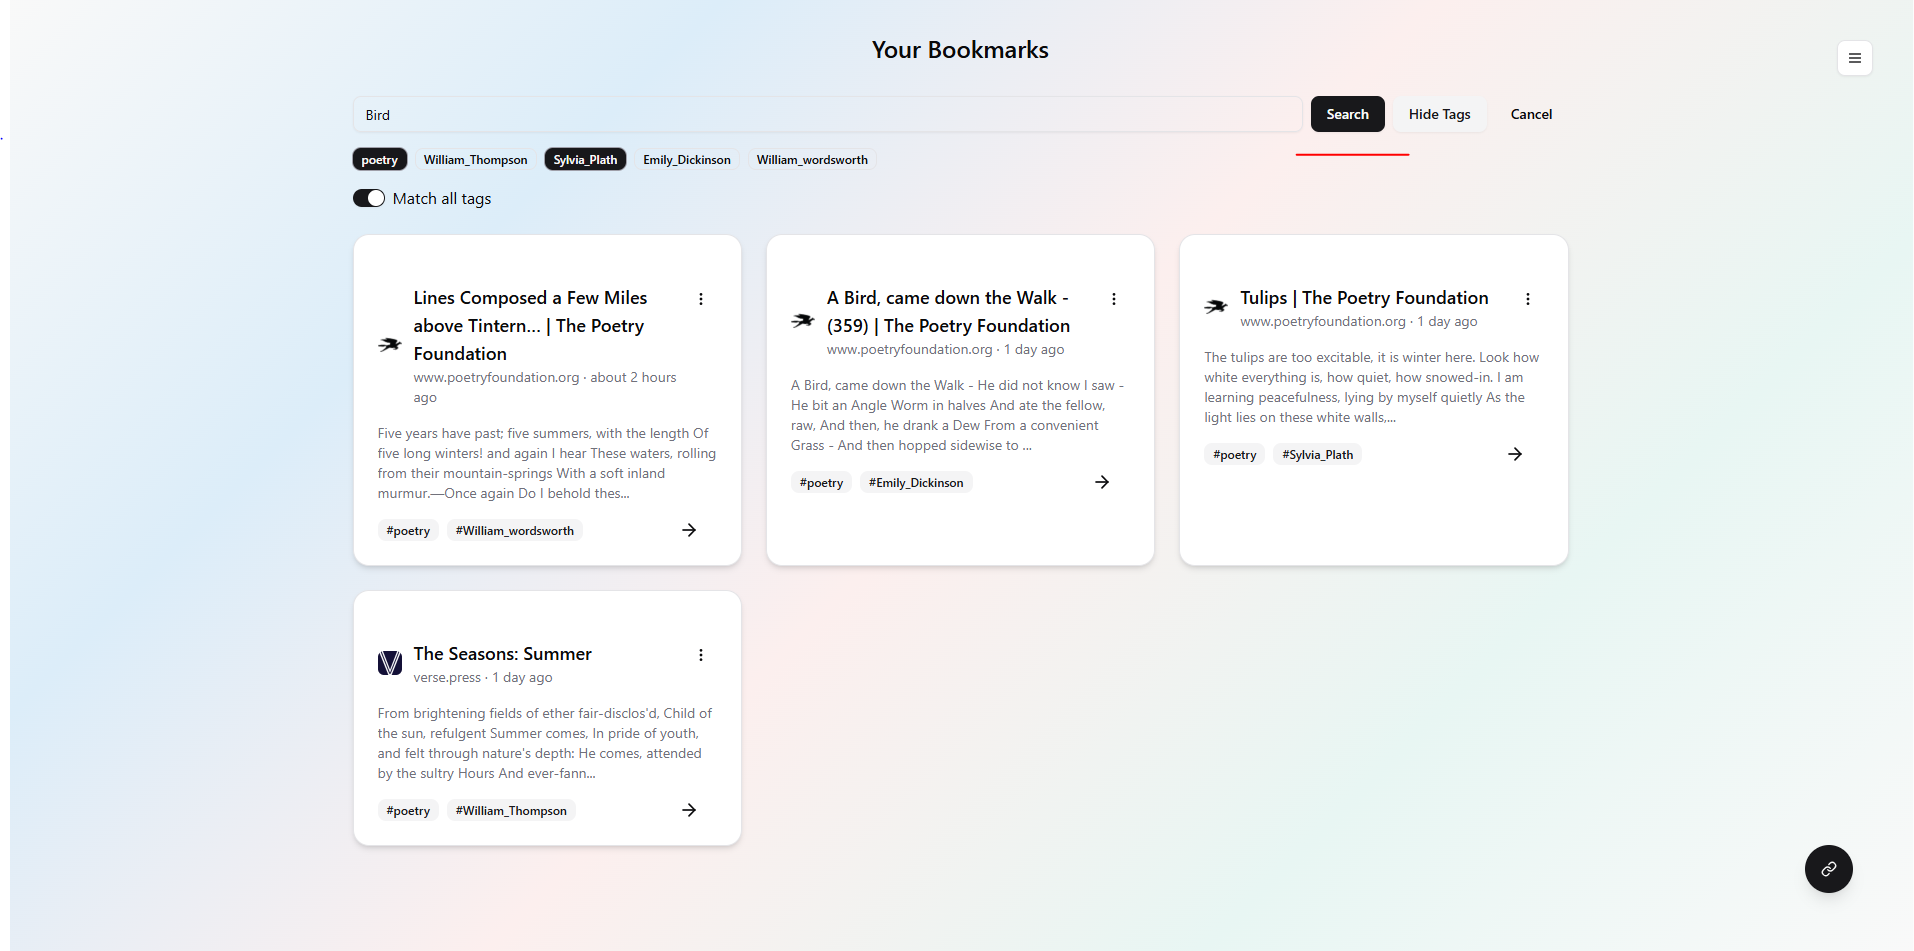 Your Bookmarks
Bird
Search
Hide Tags
Cancel
poetry William_Thompson Sylvia_Plath Emily_Dickinson William_wordsworth
Match all tags
Lines Composed a Few Miles
above Tintern... | The Poetry
Foundation
www.poetryfoundation.org · about 2 hours
ago
Five years have past; five summers, with the length Of
five long winters! and again I hear These waters, rolling
from their mountain-springs With a soft inland
murmur.—Once again Do I behold thes...
#poetry #William_wordsworth
A Bird, came down the Walk -
(359) | The Poetry Foundation
www.poetryfoundation.org · 1 day ago
A Bird, came down the Walk - He did not know I saw -
He bit an Angle Worm in halves And ate the fellow,
raw, And then, he drank a Dew From a convenient
Grass - And then hopped sidewise to ...
#poetry #Emily_Dickinson
Tulips | The Poetry Foundation
www.poetryfoundation.org · 1 day ago
The tulips are too excitable, it is winter here. Look how
white everything is, how quiet, how snowed-in. I am
learning peacefulness, lying by myself quietly As the
light lies on these white walls,...
#poetry #Sylvia_Plath
The Seasons: Summer
verse.press · 1 day ago
From brightening fields of ether fair-disclos'd, Child of
the sun, refulgent Summer comes, In pride of youth,
and felt through nature's depth: He comes, attended
by the sultry Hours And ever-fann...
#poetry #William_Thompson